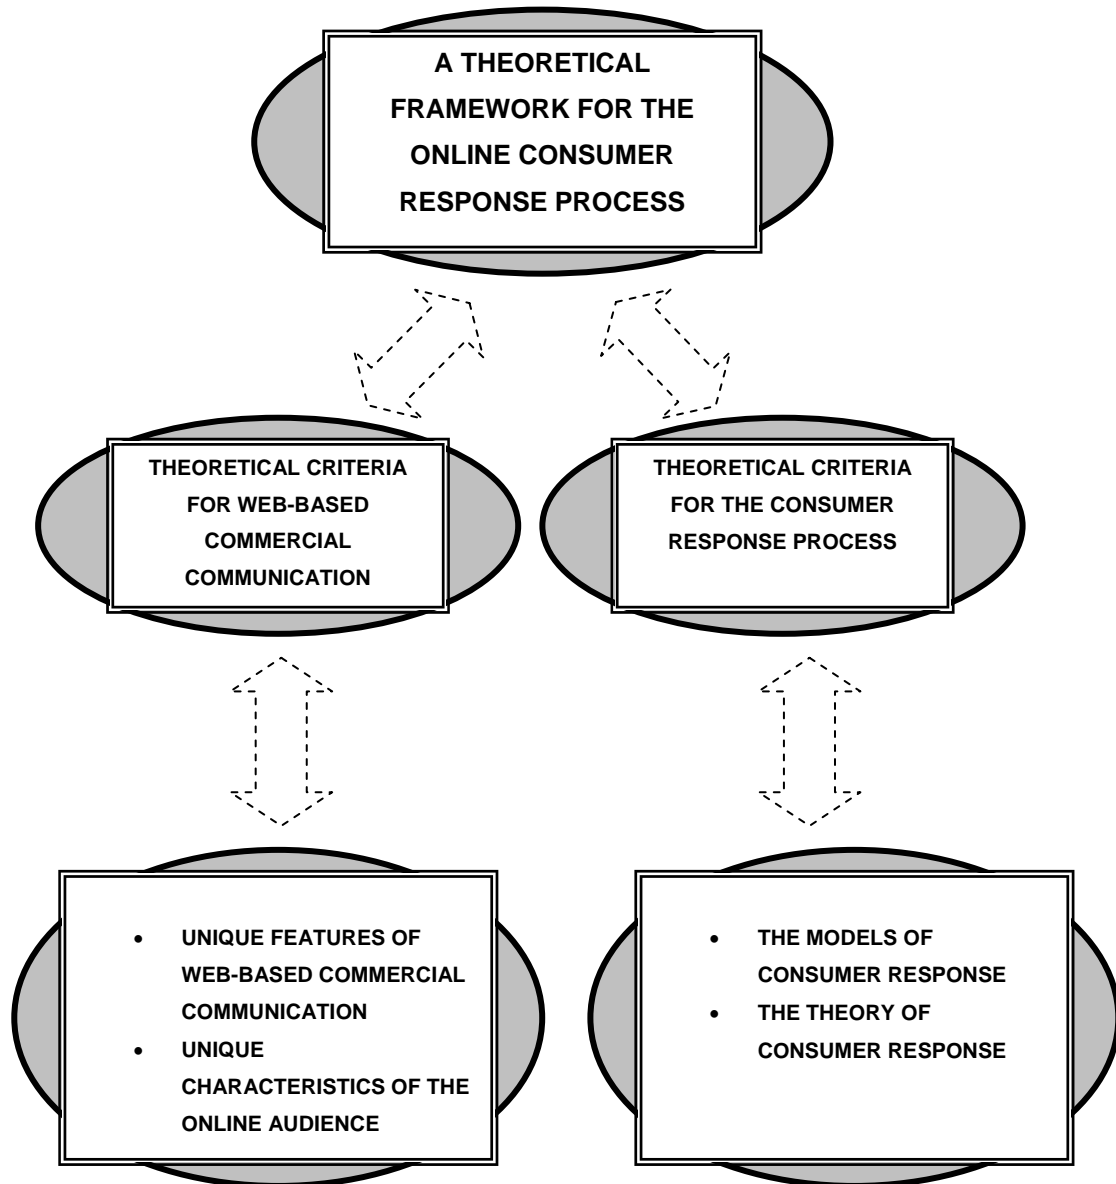 A THEORETICAL
FRAMEWORK FOR THE
ONLINE CONSUMER
RESPONSE PROCESS
THEORETICAL CRITERIA
FOR WEB-BASED
COMMERCIAL
COMMUNICATION
THEORETICAL CRITERIA
FOR THE CONSUMER
RESPONSE PROCESS
• UNIQUE FEATURES OF
WEB-BASED COMMERCIAL
COMMUNICATION
• UNIQUE
CHARACTERISTICS OF THE
ONLINE AUDIENCE
• THE MODELS OF
CONSUMER RESPONSE
• THE THEORY OF
CONSUMER RESPONSE